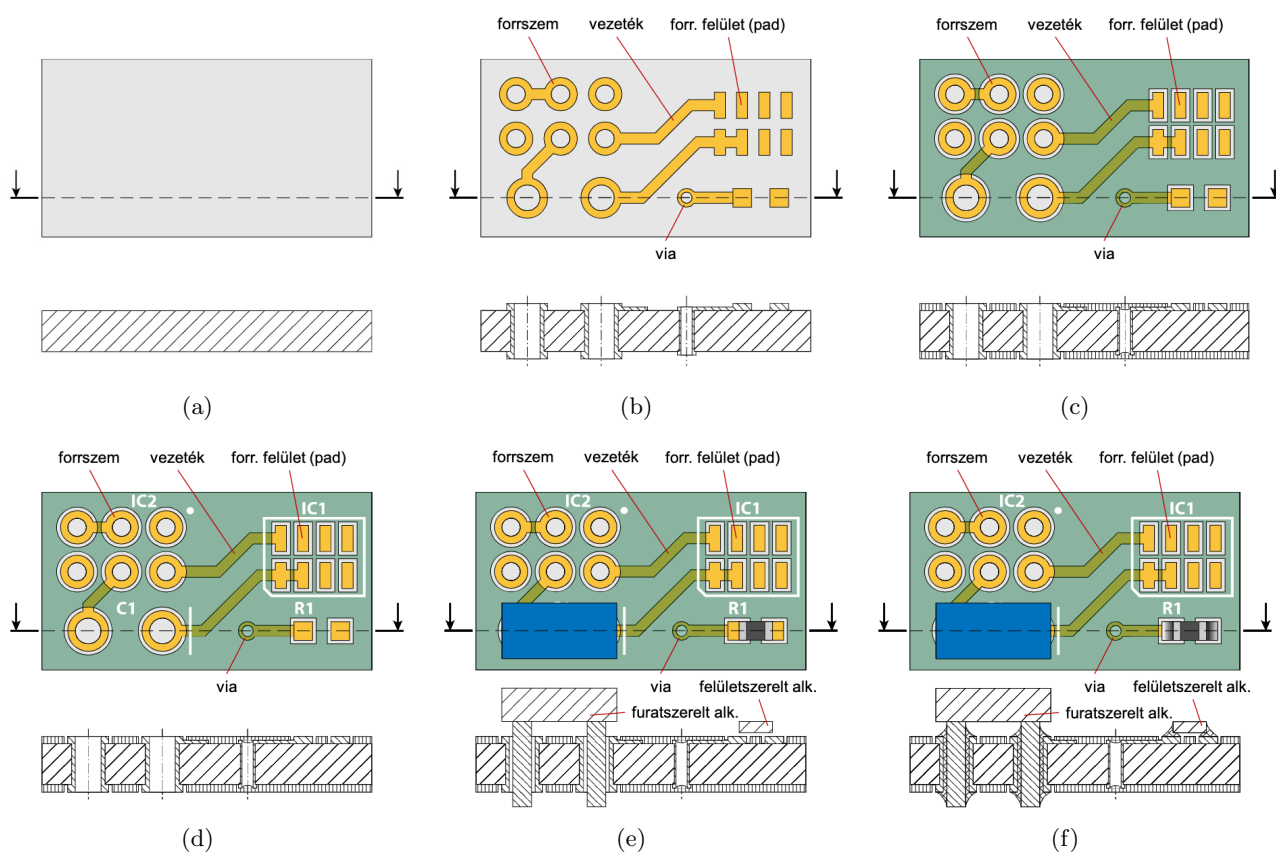 forrszem vezeték forr. felület (pad)
via
forrszem vezeték forr. felület (pad)
via
(a)
(b)
(c)
forrszem vezeték forr. felület (pad)
IC2 IC1
C1 R1
via
forrszem vezeték forr. felület (pad)
IC2 IC1
R1
via felületszerelt alk.
furatszerelt alk.
forrszem vezeték forr. felület (pad)
IC2 IC1
R1
via felületszerelt alk.
furatszerelt alk.
(d)
(e)
(f)